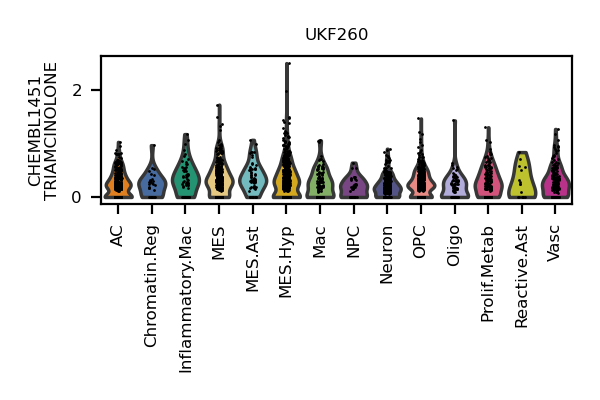 UKF260
CHEMBL1451
TRIAMCINOLONE
2
0
AC
Chromatin.Reg
Inflammatory.Mac
MES
MES.Ast
MES.Hyp
Mac
NPC
Neuron
OPC
Oligo
Prolif.Metab
Reactive.Ast
Vasc